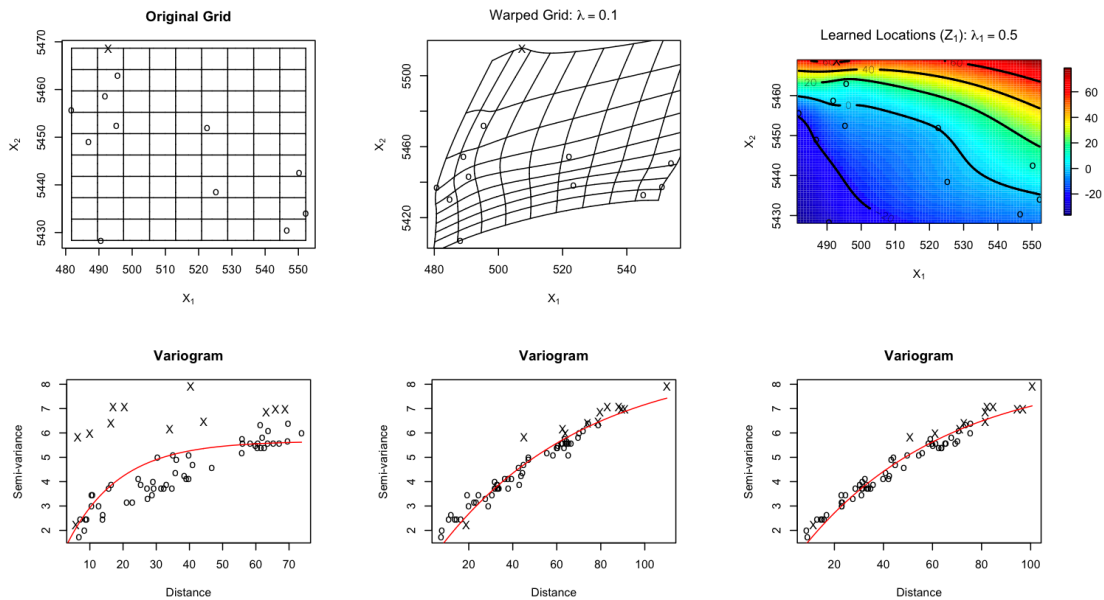 Original Grid
X₂
5430 5440 5450 5460 5470
480 490 500 510 520 530 540 550
X₁
Warped Grid: λ = 0.1
X₂
5420 5460 5500
480 500 520 540
X₁
Learned Locations (Z₁): λ₁ = 0.5
X₂
5430 5440 5450 5460
40
20
0
490 500 510 520 530 540 550
X₁
60
40
20
0
-20
Variogram
Semi-variance
2 3 4 5 6 7 8
10 20 30 40 50 60 70
Distance
Variogram
Semi-variance
2 3 4 5 6 7 8
20 40 60 80 100
Distance
Variogram
Semi-variance
2 3 4 5 6 7 8
0 20 40 60 80 100
Distance